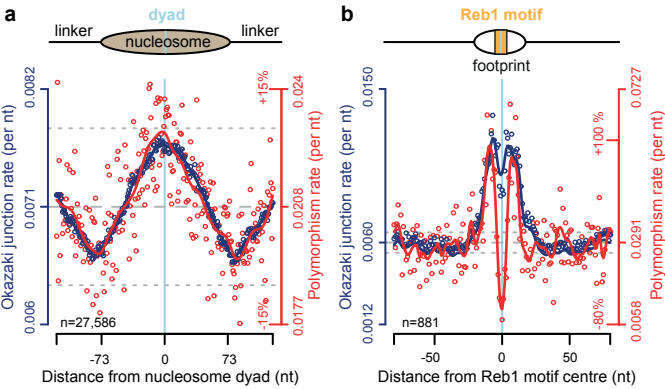 a
dyad
linker
nucleosome
linker
Okazaki junction rate (per nt)
0.0082
0.0071
0.006
+15%
-15%
0.024
0.0208
0.0177
Polymorphism rate (per nt)
n=27,586
-73
0
73
Distance from nucleosome dyad (nt)
b
Reb1 motif
footprint
Okazaki junction rate (per nt)
0.0150
0.0060
0.0012
+100 %
-80%
0.0727
0.0291
0.0058
Polymorphism rate (per nt)
n=881
-50
0
50
Distance from Reb1 motif centre (nt)